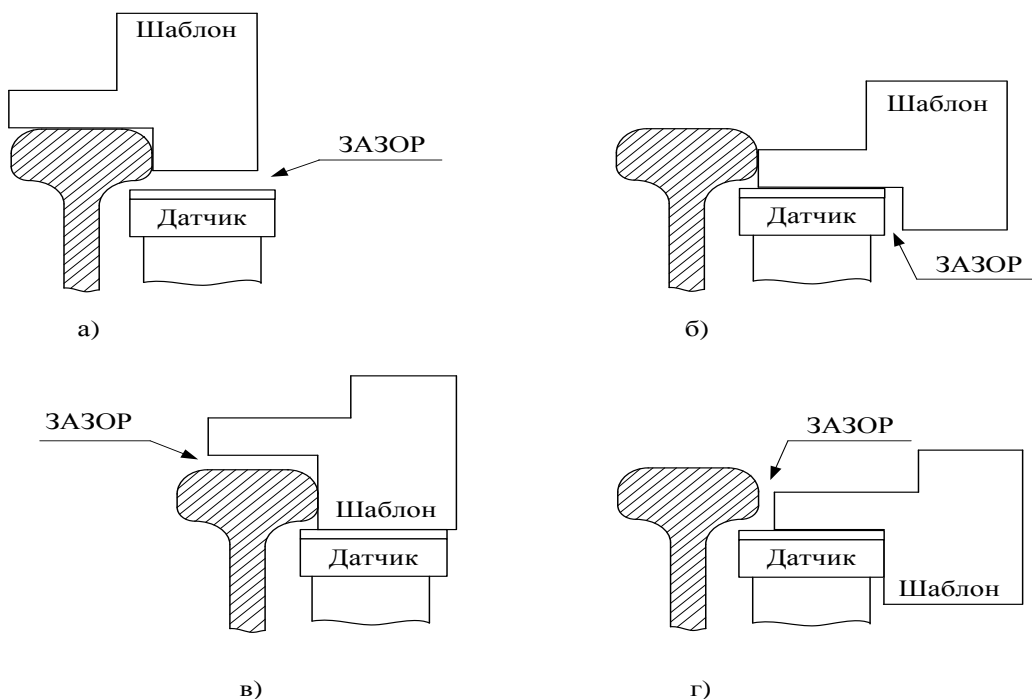 Шаблон
ЗАЗОР
Датчик
а)
Шаблон
Датчик
ЗАЗОР
б)
ЗАЗОР
Шаблон
Датчик
в)
ЗАЗОР
Датчик
Шаблон
г)